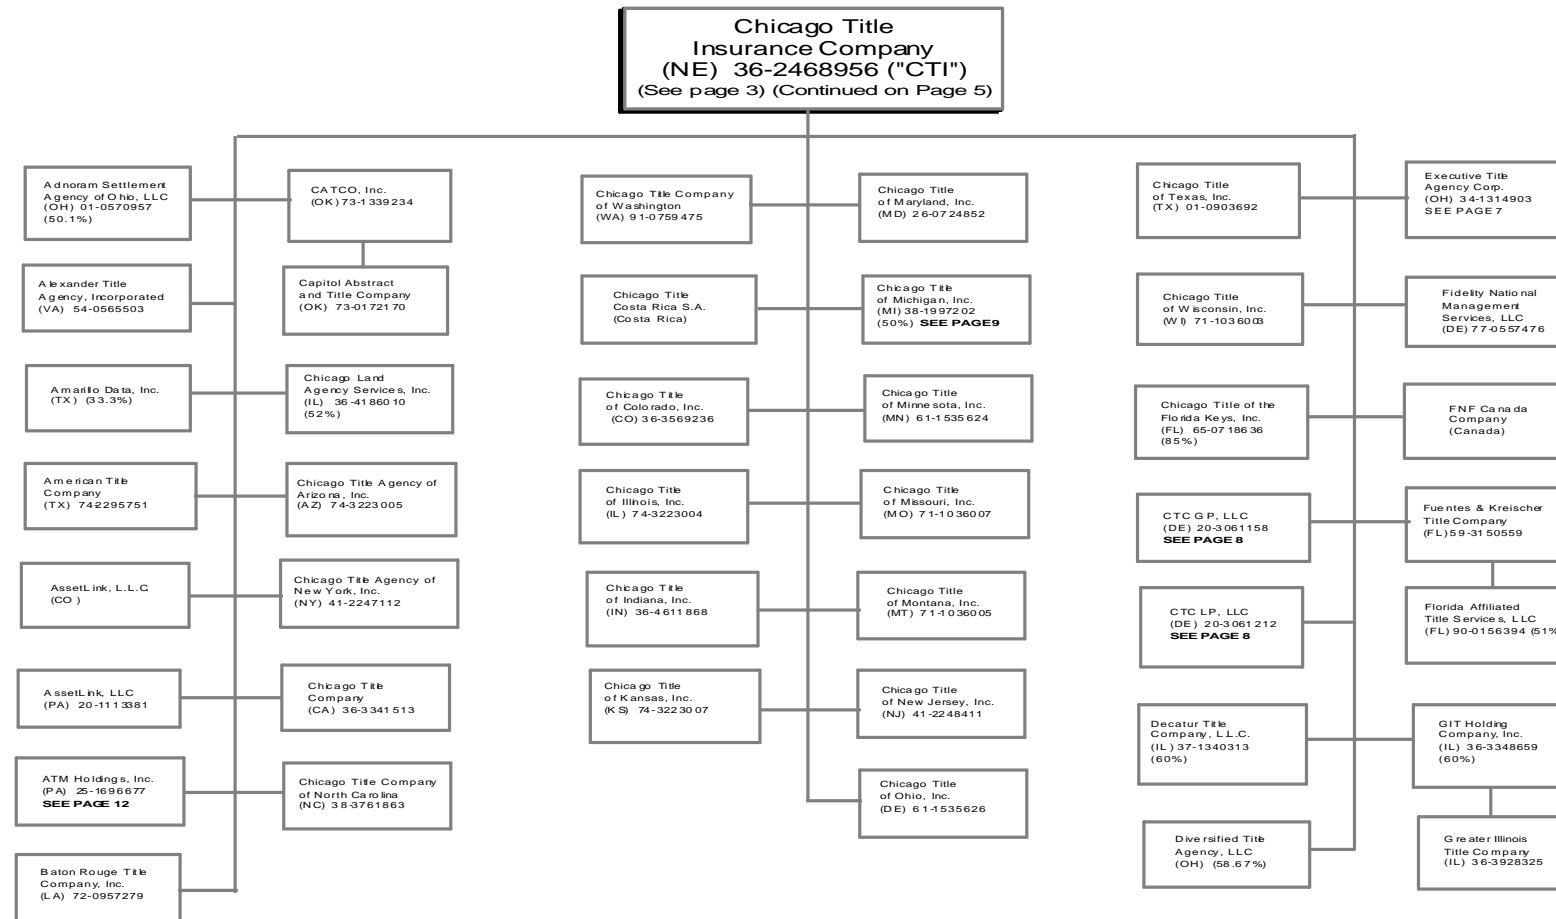 Chicago Title
Insurance Company
(NE) 36-2468956 ("CTI")
(See page 3) (Continued on Page 5)
Adnoram Settlement
Agency of Ohio, LLC
(OH) 01-0570957
(50.1%)
CATCO, Inc.
(OK) 73-1339234
Alexander Title
Agency, Incorporated
(VA) 54-0565503
Capitol Abstract
and Title Company
(OK) 73-0172170
Amarillo Data, Inc.
(TX) (33.3%)
Chicago Land
Agency Services, Inc.
(IL) 36-4186010
(52%)
American Title
Company
(TX) 74-2295751
Chicago Title Agency of
Arizona, Inc.
(AZ) 74-3223005
AssetLink, L.L.C.
(CO )
Chicago Title Agency of
New York, Inc.
(NY) 41-2247112
AssetLink, LLC
(PA) 20-1113381
Chicago Title
Company
(CA) 36-3341513
ATM Holdings, Inc.
(PA) 25-1696677
SEE PAGE 12
Chicago Title Company
of North Carolina
(NC) 38-3761863
Baton Rouge Title
Company, Inc.
(LA) 72-0957279
Chicago Title Company
of Washington
(WA) 91-0759475
Chicago Title
of Maryland, Inc.
(MD) 26-0724852
Chicago Title
Costa Rica S.A.
(Costa Rica)
Chicago Title
of Michigan, Inc.
(MI) 38-1997202
(50%) SEE PAGE 9
Chicago Title
of Colorado, Inc.
(CO) 36-3569236
Chicago Title
of Minnesota, Inc.
(MN) 61-1535624
Chicago Title
of Illinois, Inc.
(IL) 74-3223004
Chicago Title
of Missouri, Inc.
(MO) 71-1036007
Chicago Title
of Indiana, Inc.
(IN) 36-4611868
Chicago Title
of Montana, Inc.
(MT) 71-1036005
Chicago Title
of Kansas, Inc.
(KS) 74-3223007
Chicago Title
of New Jersey, Inc.
(NJ) 41-2248411
Chicago Title
of Ohio, Inc.
(DE) 61-1535626
Chicago Title
of Texas, Inc.
(TX) 01-0903692
Executive Title
Agency Corp.
(OH) 34-1314903
SEE PAGE 7
Chicago Title
of Wisconsin, Inc.
(WI) 71-1036003
Fidelity National
Management
Services, LLC
(DE) 77-0557476
Chicago Title of the
Florida Keys, Inc.
(FL) 65-0718636
(85%)
FNF Canada
Company
(Canada)
CTC GP, LLC
(DE) 20-3061158
SEE PAGE 8
Fuentes & Kreischer
Title Company
(FL) 59-3150559
CTC LP, LLC
(DE) 20-3061212
SEE PAGE 8
Florida Affiliated
Title Services, LLC
(FL) 90-0156394 (51%
Decatur Title
Company, L.L.C.
(IL) 37-1340313
(60%)
GIT Holding
Company, Inc.
(IL) 36-3348659
(60%)
Diversified Title
Agency, LLC
(OH) (58.67%)
Greater Illinois
Title Company
(IL) 36-3928325